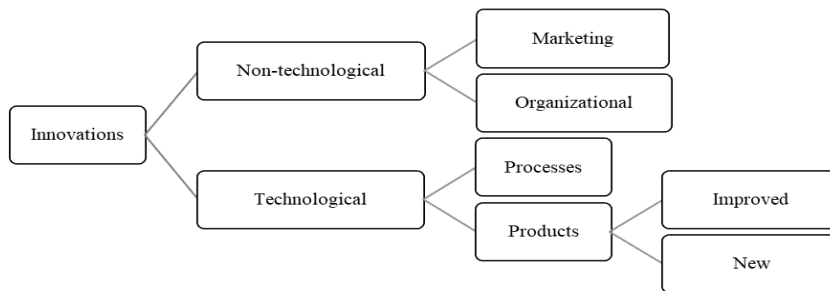 Marketing
Non-technological
Organizational
Innovations
Processes
Technological
Improved
Products
New